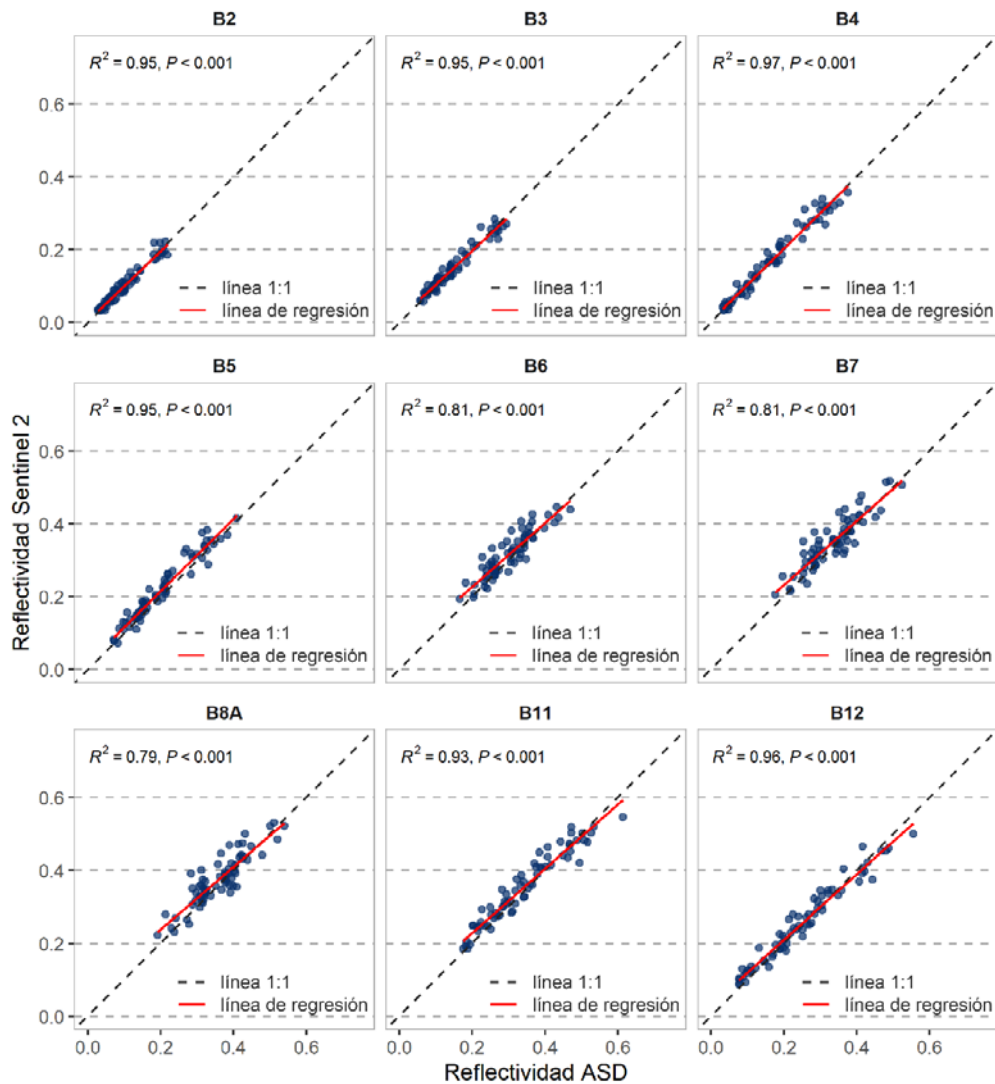 B2 B3 B4
R² = 0.95, P < 0.001 R² = 0.95, P < 0.001 R² = 0.97, P < 0.001
0.6
0.4
0.2
0.0
línea 1:1 línea 1:1 línea 1:1
línea de regresión línea de regresión línea de regresión
B5 B6 B7
R² = 0.95, P < 0.001 R² = 0.81, P < 0.001 R² = 0.81, P < 0.001
Reflectividad Sentinel 2
0.6
0.4
0.2
0.0
línea 1:1 línea 1:1 línea 1:1
línea de regresión línea de regresión línea de regresión
B8A B11 B12
R² = 0.79, P < 0.001 R² = 0.93, P < 0.001 R² = 0.96, P < 0.001
0.6
0.4
0.2
0.0
línea 1:1 línea 1:1 línea 1:1
línea de regresión línea de regresión línea de regresión
0.0 0.2 0.4 0.6 0.0 0.2 0.4 0.6 0.0 0.2 0.4 0.6
Reflectividad ASD